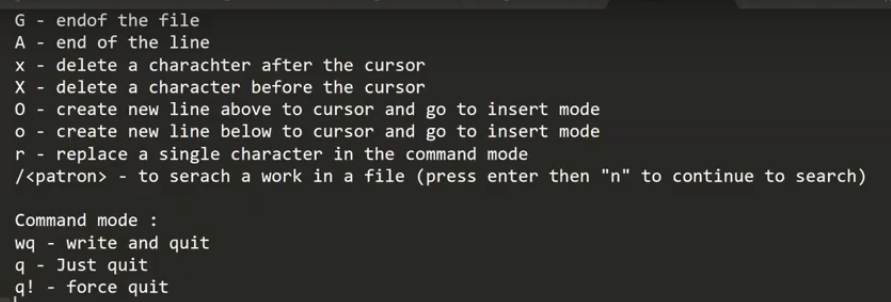 G - endof the file
A - end of the line
x - delete a charachter after the cursor
X - delete a character before the cursor
O - create new line above to cursor and go to insert mode
o - create new line below to cursor and go to insert mode
r - replace a single character in the command mode
/<patron> - to serach a work in a file (press enter then "n" to continue to search)
Command mode :
wq - write and quit
q - Just quit
q! - force quit